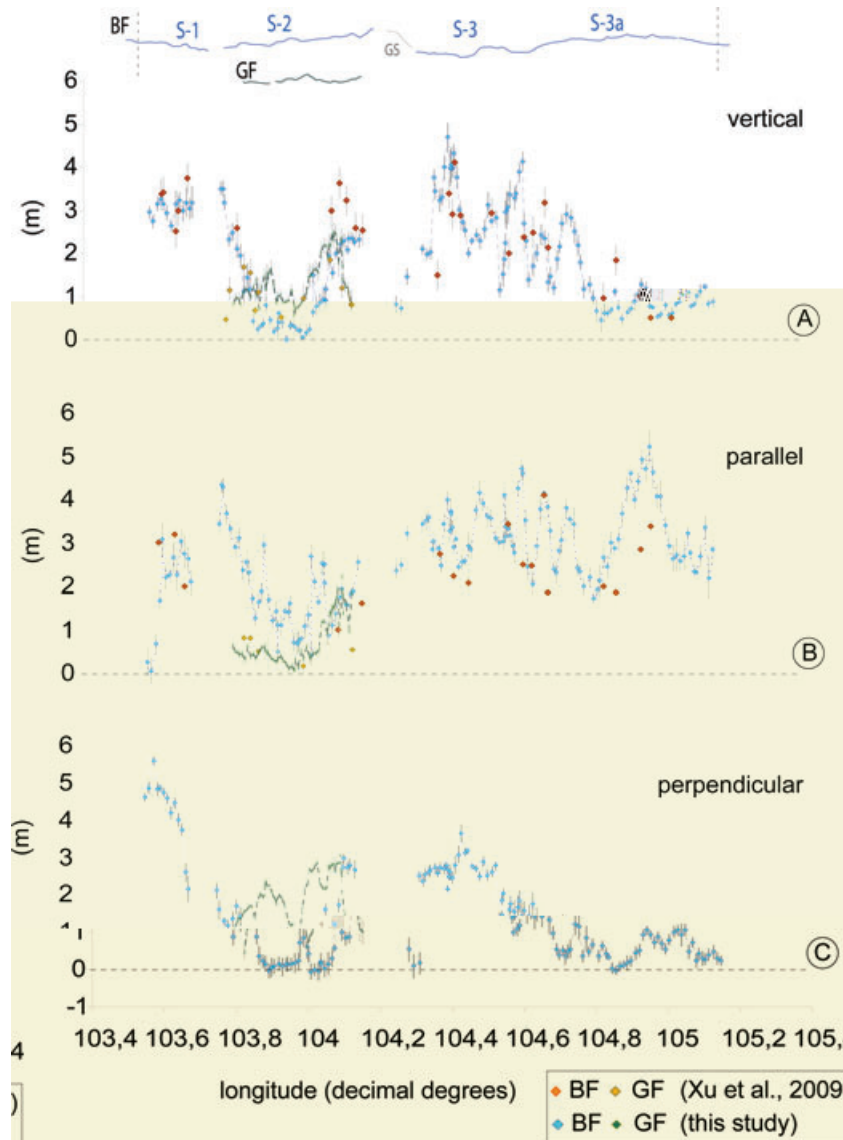 BF S-1 S-2 GS S-3 S-3a
GF
6
vertical
5
4
3
(m)
2
1
0
A
6
5
parallel
4
3
(m)
2
1
0
B
6
5
perpendicular
4
3
(m)
2
1
0
C
-1
103,4 103,6 103,8 104 104,2 104,4 104,6 104,8 105 105,2 105,
4
longitude (decimal degrees)
BF GF (Xu et al., 2009
)
BF GF (this study)